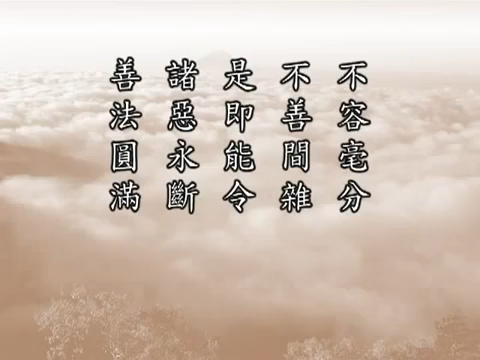 不容毫分
不善間雜
是即能令
諸惡永斷
善法圓滿